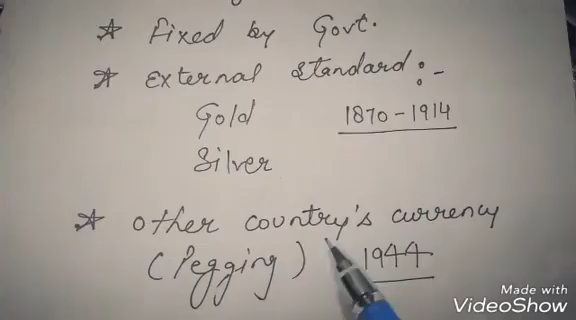 ☆ Fixed by Govt.
☆ External Standard :-
Gold 1870-1914
Silver
☆ Other country's currency
(Pegging) 1944
Made with
VideoShow